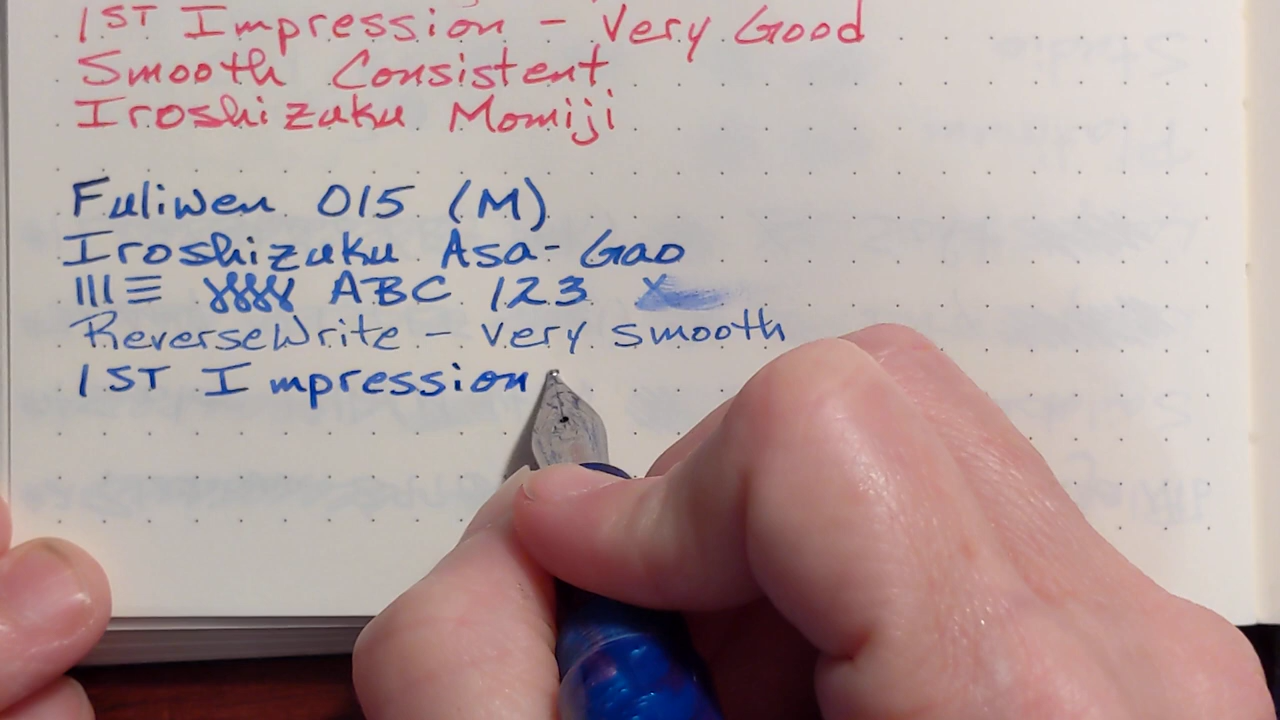 1ST Impression - Very Good
Smooth Consistent
Iroshizuku Momiji
Fuliwen 015 (M)
Iroshizuku Asa-Gao
ABC 123 X
ReverseWrite - very smooth
1ST Impression